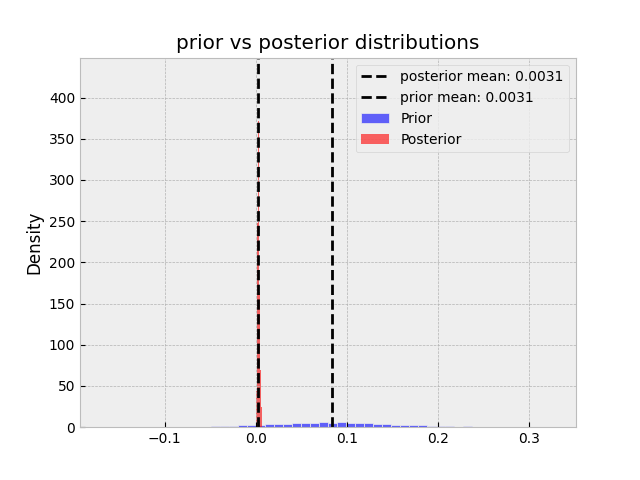 prior vs posterior distributions
posterior mean: 0.0031
prior mean: 0.0031
Prior
Posterior
Density
400
350
300
250
200
150
100
50
0
−0.1 0.0 0.1 0.2 0.3